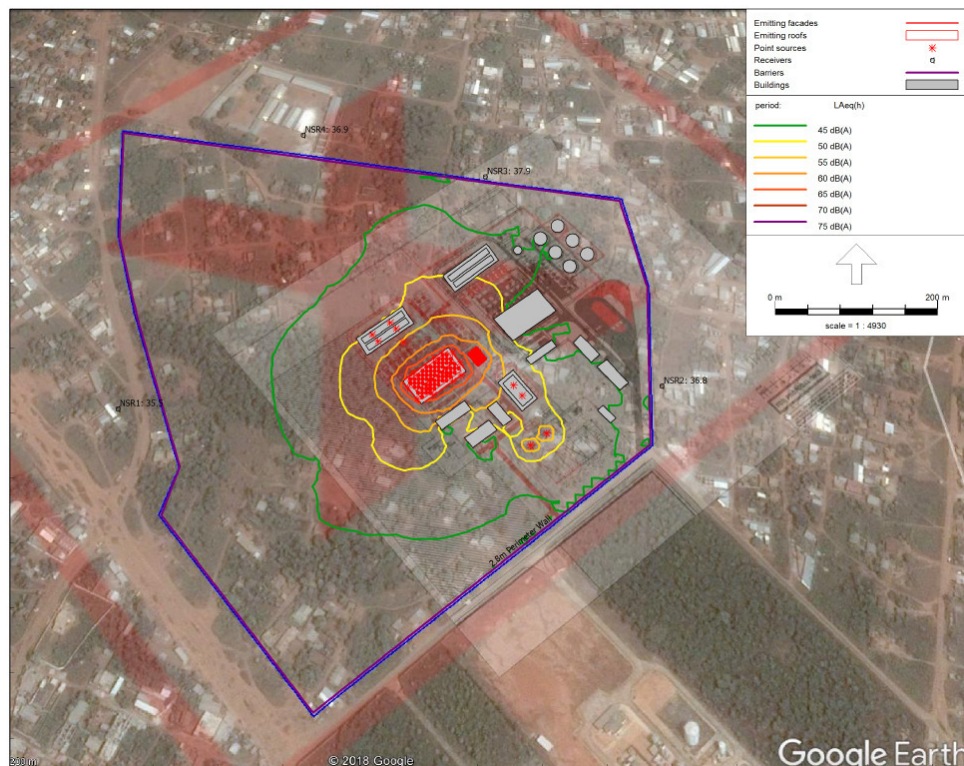 Emitting facades
Emitting roofs
Point sources
Receivers
Barriers
Buildings
period: LAeq(h)
45 dB(A)
50 dB(A)
55 dB(A)
60 dB(A)
65 dB(A)
70 dB(A)
75 dB(A)
0 m 200 m
scale = 1 : 4930
NSR4: 36.9
NSR3: 37.9
NSR2: 36.8
NSR1: 35.5
2.8m Perimeter Wall
© 2018 Google
Google Earth